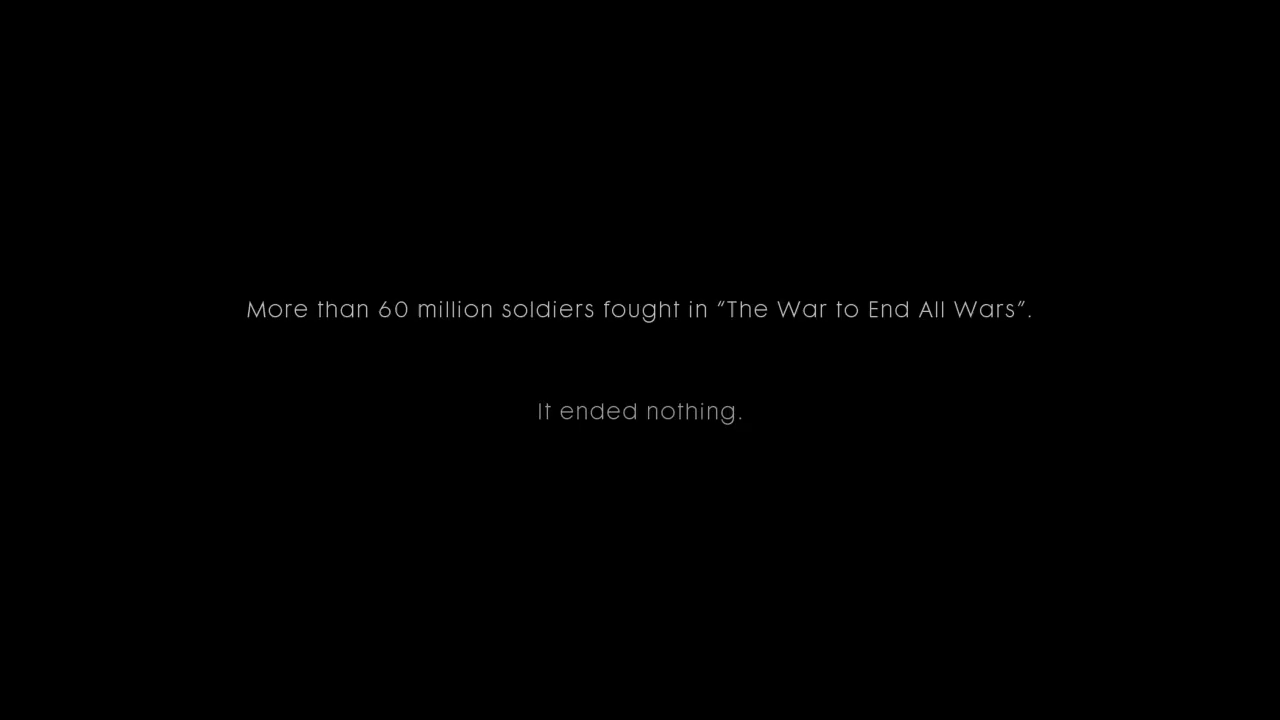 More than 60 million soldiers fought in “The War to End All Wars”.
It ended nothing.